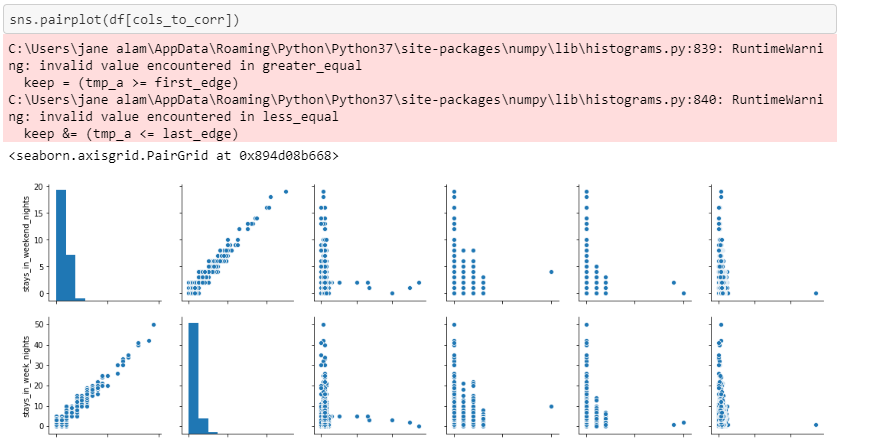 sns.pairplot(df[cols_to_corr])
C:\Users\jane alam\AppData\Roaming\Python\Python37\site-packages\numpy\lib\histograms.py:839: RuntimeWarni
ng: invalid value encountered in greater_equal
  keep = (tmp_a >= first_edge)
C:\Users\jane alam\AppData\Roaming\Python\Python37\site-packages\numpy\lib\histograms.py:840: RuntimeWarni
ng: invalid value encountered in less_equal
  keep &= (tmp_a <= last_edge)
<seaborn.axisgrid.PairGrid at 0x894d08b668>
stays_in_weekend_nights
20
15
10
5
0
stays_in_week_nights
50
40
30
20
10
0